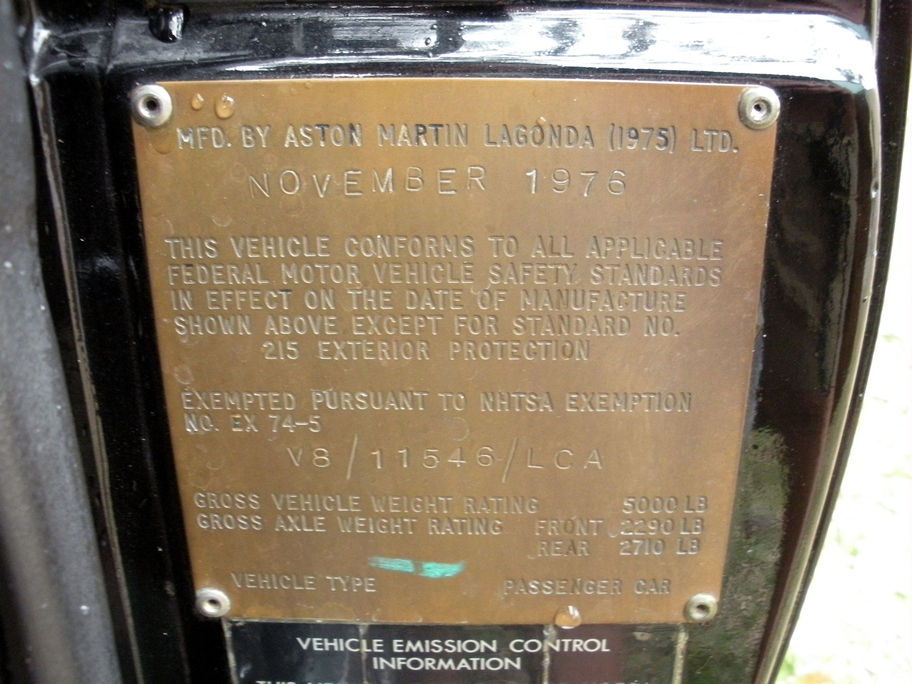 MFD. BY ASTON MARTIN LAGONDA (1975) LTD.
NOVEMBER 1976
THIS VEHICLE CONFORMS TO ALL APPLICABLE
FEDERAL MOTOR VEHICLE SAFETY STANDARDS
IN EFFECT ON THE DATE OF MANUFACTURE
SHOWN ABOVE EXCEPT FOR STANDARD NO.
215 EXTERIOR PROTECTION
EXEMPTED PURSUANT TO NHTSA EXEMPTION
NO. EX 74-5
V8/11546/LCA
GROSS VEHICLE WEIGHT RATING 5000 LB
GROSS AXLE WEIGHT RATING FRONT 2290 LB
REAR 2710 LB
VEHICLE TYPE PASSENGER CAR
VEHICLE EMISSION CONTROL
INFORMATION